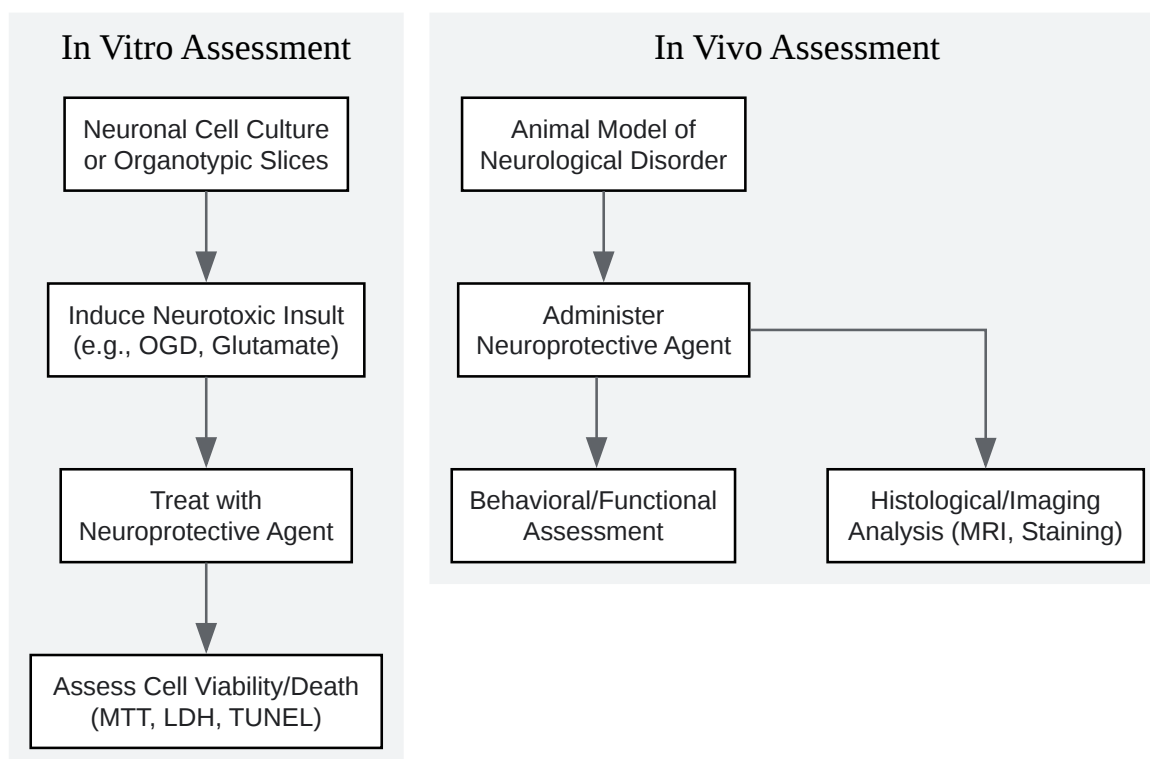 In Vitro Assessment
Neuronal Cell Culture
or Organotypic Slices
Induce Neurotoxic Insult
(e.g., OGD, Glutamate)
Treat with
Neuroprotective Agent
Assess Cell Viability/Death
(MTT, LDH, TUNEL)
In Vivo Assessment
Animal Model of
Neurological Disorder
Administer
Neuroprotective Agent
Behavioral/Functional
Assessment
Histological/Imaging
Analysis (MRI, Staining)